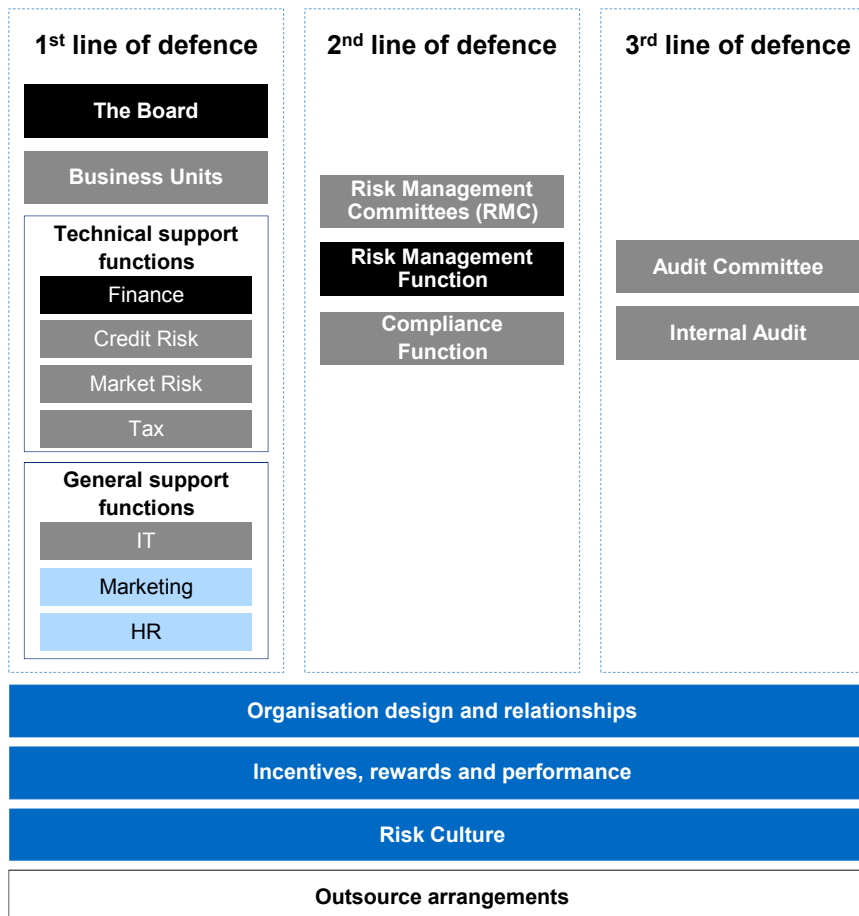 1st line of defence
The Board
Business Units
Technical support
functions
Finance
Credit Risk
Market Risk
Tax
General support
functions
IT
Marketing
HR
2nd line of defence
Risk Management
Committees (RMC)
Risk Management
Function
Compliance
Function
3rd line of defence
Audit Committee
Internal Audit
Organisation design and relationships
Incentives, rewards and performance
Risk Culture
Outsource arrangements